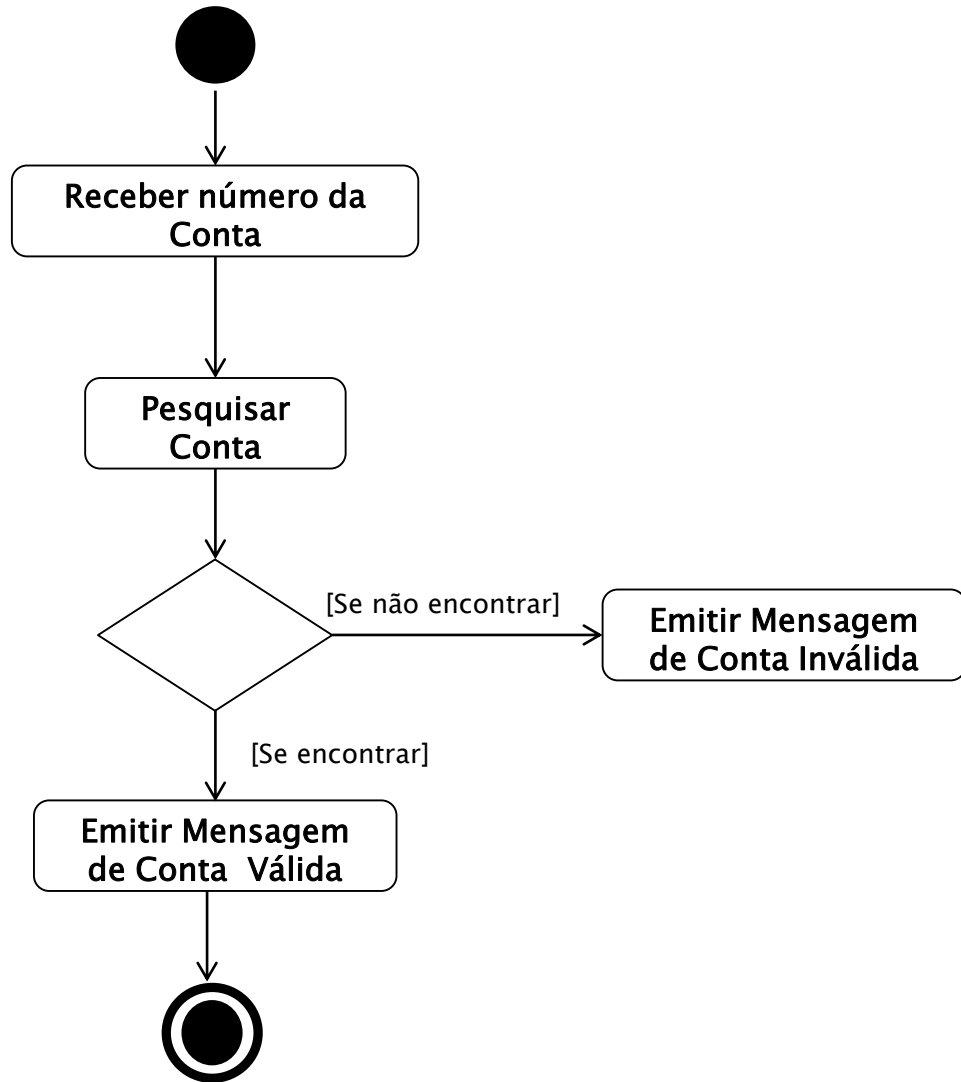 Receber número da
Conta
Pesquisar
Conta
[Se não encontrar]
Emitir Mensagem
de Conta Inválida
[Se encontrar]
Emitir Mensagem
de Conta  Válida